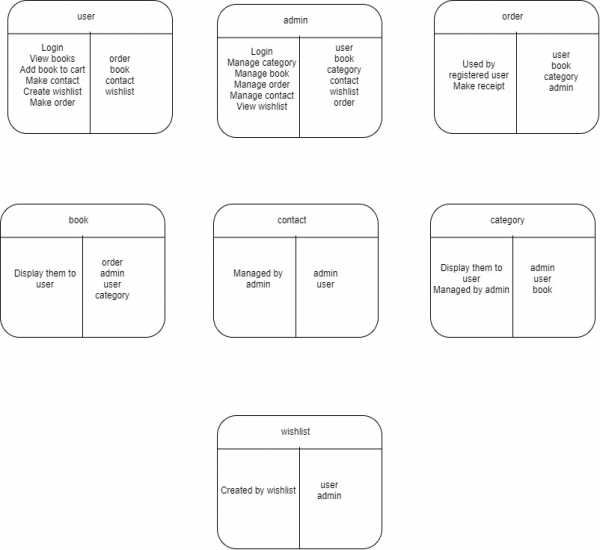 user
Login
View books
Add book to cart
Make contact
Create wishlist
Make order
order
book
contact
wishlist
admin
Login
Manage category
Manage book
Manage order
Manage contact
View wishlist
user
book
category
contact
wishlist
order
order
Used by
registered user
Make receipt
user
book
category
admin
book
Display them to
user
order
admin
user
category
contact
Managed by
admin
admin
user
category
Display them to
user
Managed by admin
admin
user
book
wishlist
Created by wishlist
user
admin